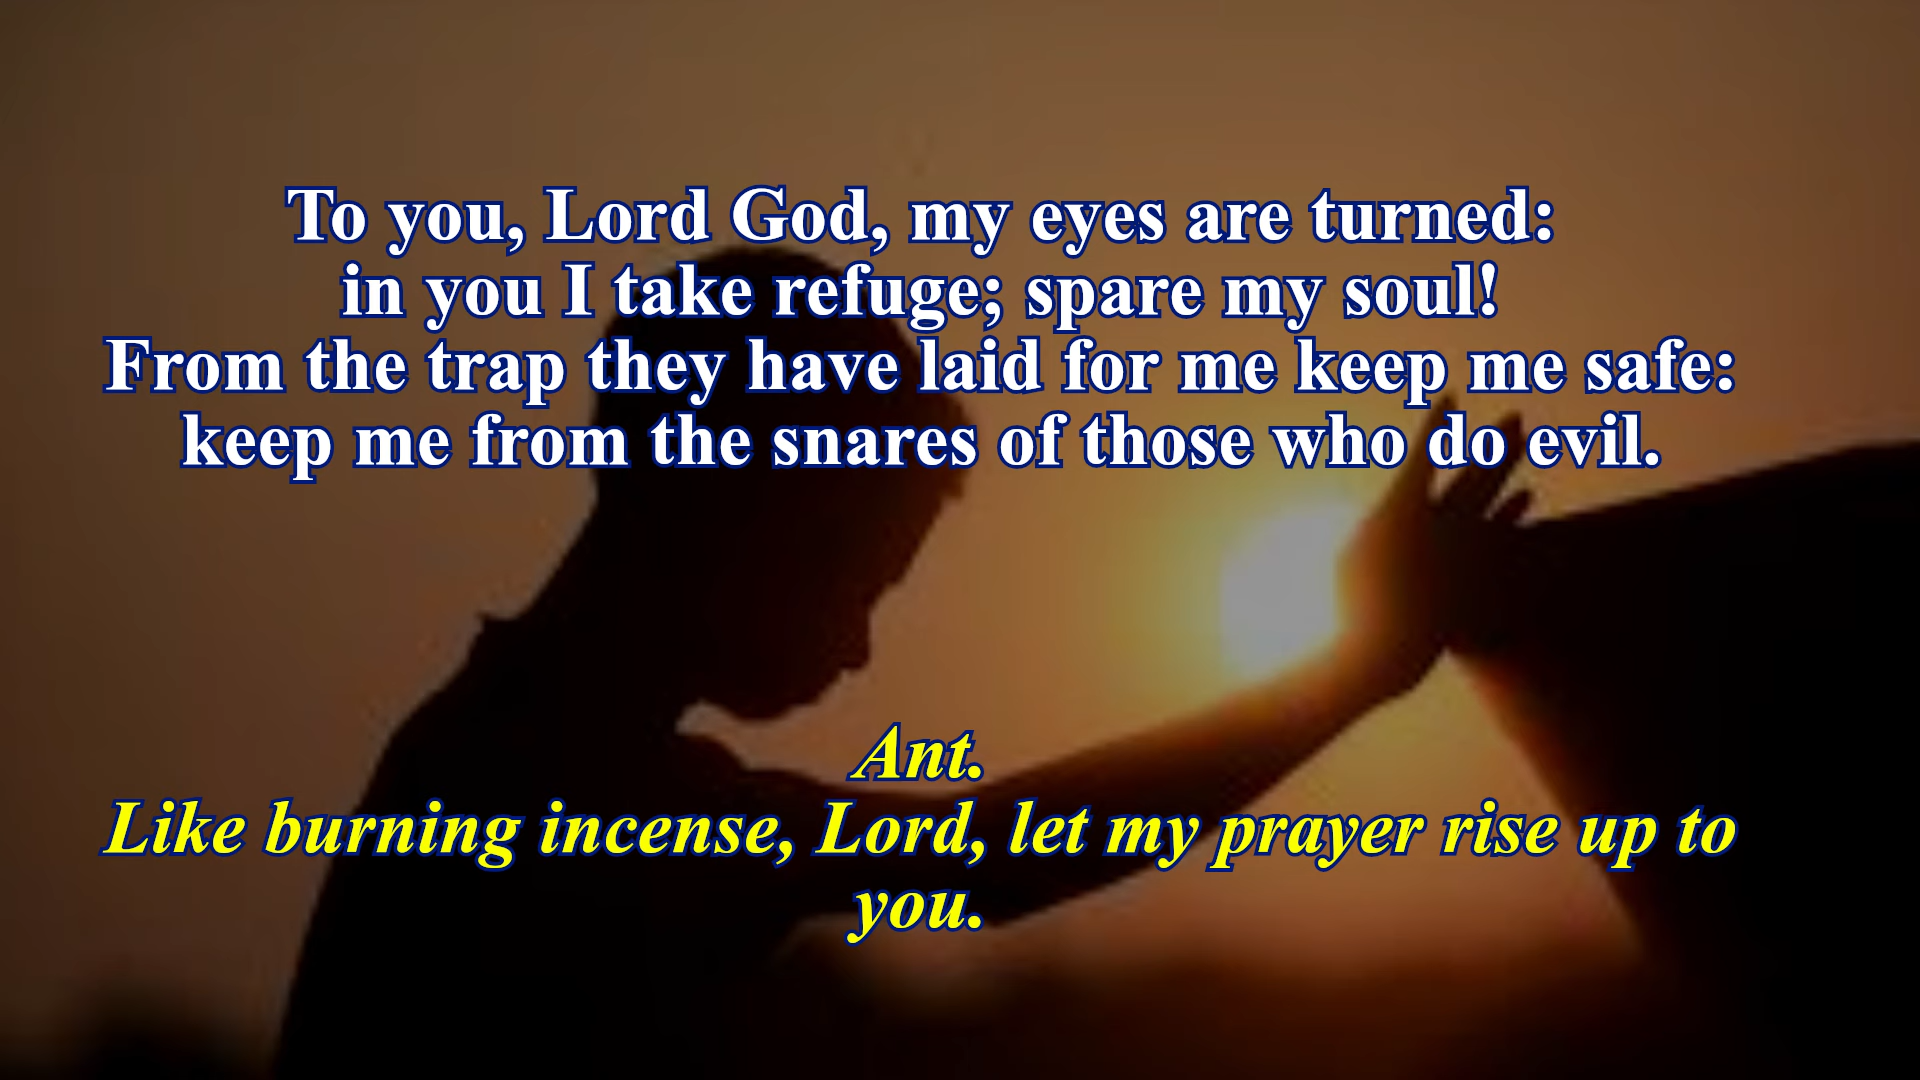 To you, Lord God, my eyes are turned:
in you I take refuge; spare my soul!
From the trap they have laid for me keep me safe:
keep me from the snares of those who do evil.
Ant.
Like burning incense, Lord, let my prayer rise up to
you.